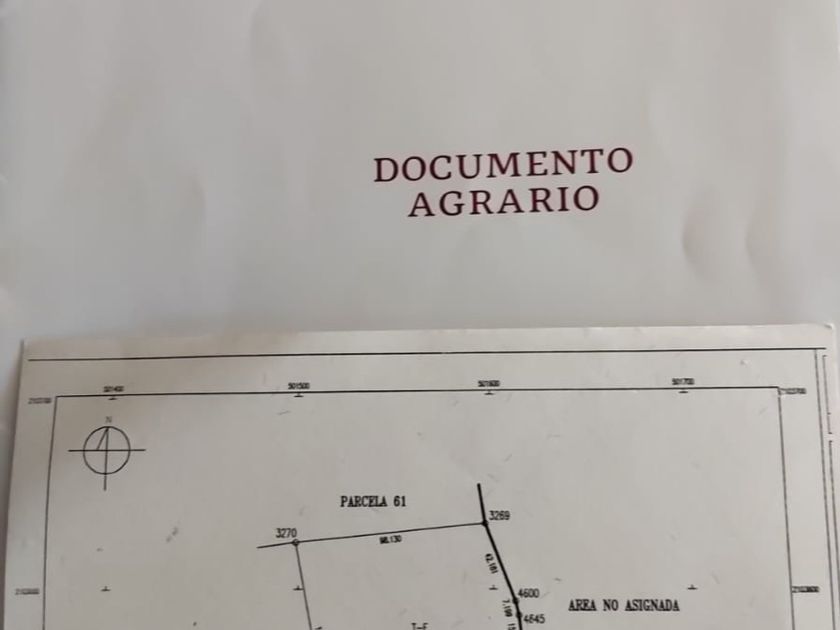 DOCUMENTO
AGRARIO
501400 501500 501600 501700
N
PARCELA 61
3269
3270
98.130
4600
AREA NO ASIGNADA
4645